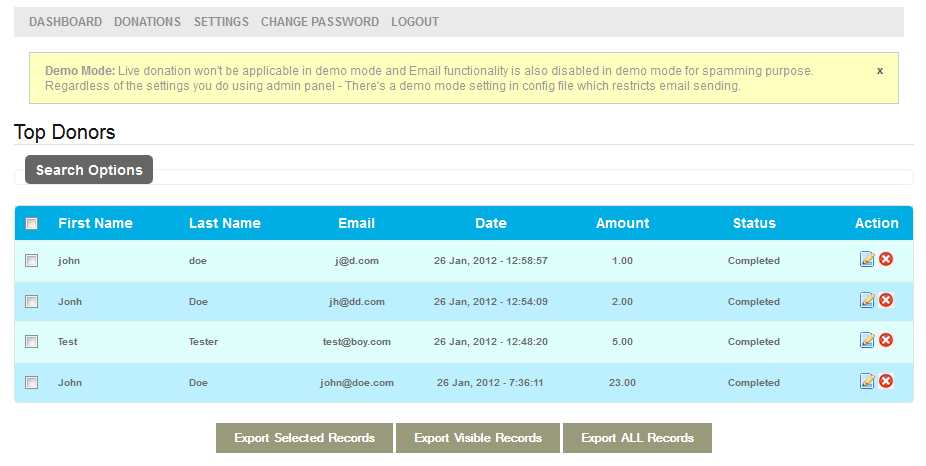 DASHBOARD DONATIONS SETTINGS CHANGE PASSWORD LOGOUT
Demo Mode: Live donation won't be applicable in demo mode and Email functionality is also disabled in demo mode for spamming purpose. x
Regardless of the settings you do using admin panel - There's a demo mode setting in config file which restricts email sending.
Top Donors
Search Options
First Name Last Name Email Date Amount Status Action
john doe j@d.com 26 Jan, 2012 - 12:58:57 1.00 Completed
Jonh Doe jh@dd.com 26 Jan, 2012 - 12:54:09 2.00 Completed
Test Tester test@boy.com 26 Jan, 2012 - 12:48:20 5.00 Completed
John Doe john@doe.com 26 Jan, 2012 - 7:36:11 23.00 Completed
Export Selected Records Export Visible Records Export ALL Records